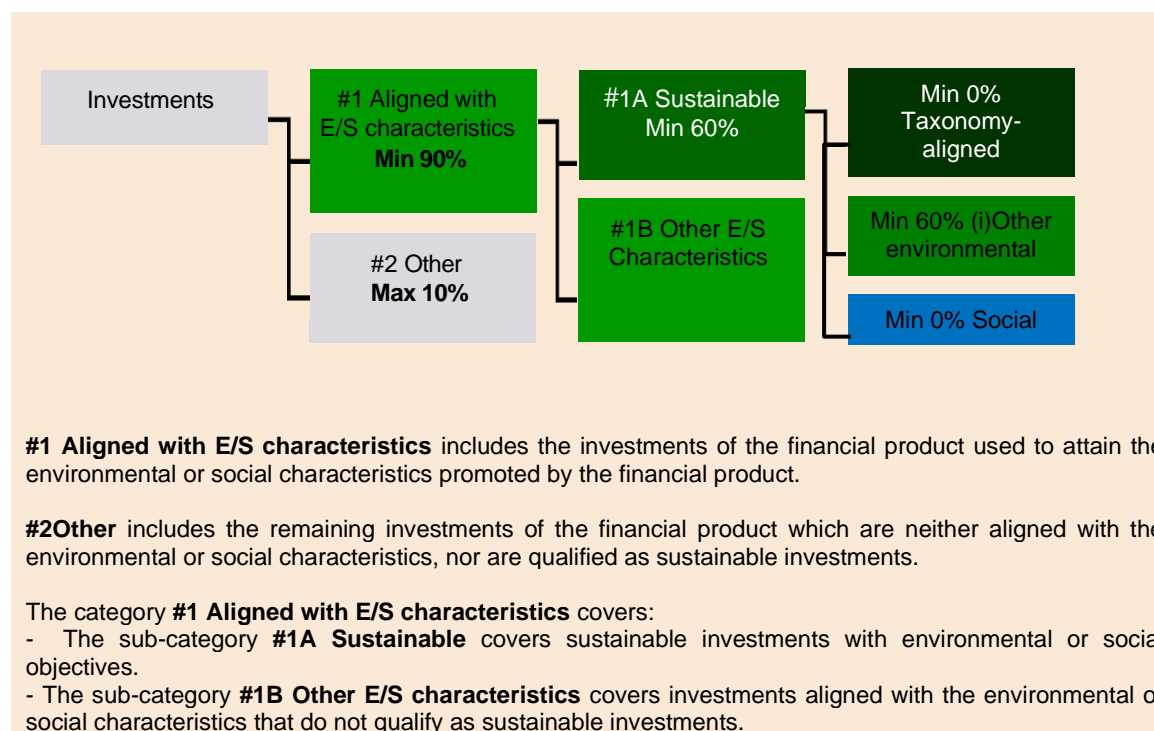 Investments
#1 Aligned with
E/S characteristics
Min 90%
#2 Other
Max 10%
#1A Sustainable
Min 60%
#1B Other E/S
Characteristics
Min 0%
Taxonomy-
aligned
Min 60% (i)Other
environmental
Min 0% Social
#1 Aligned with E/S characteristics includes the investments of the financial product used to attain the
environmental or social characteristics promoted by the financial product.
#2Other includes the remaining investments of the financial product which are neither aligned with the
environmental or social characteristics, nor are qualified as sustainable investments.
The category #1 Aligned with E/S characteristics covers:
- The sub-category #1A Sustainable covers sustainable investments with environmental or social
objectives.
- The sub-category #1B Other E/S characteristics covers investments aligned with the environmental o
social characteristics that do not qualify as sustainable investments.